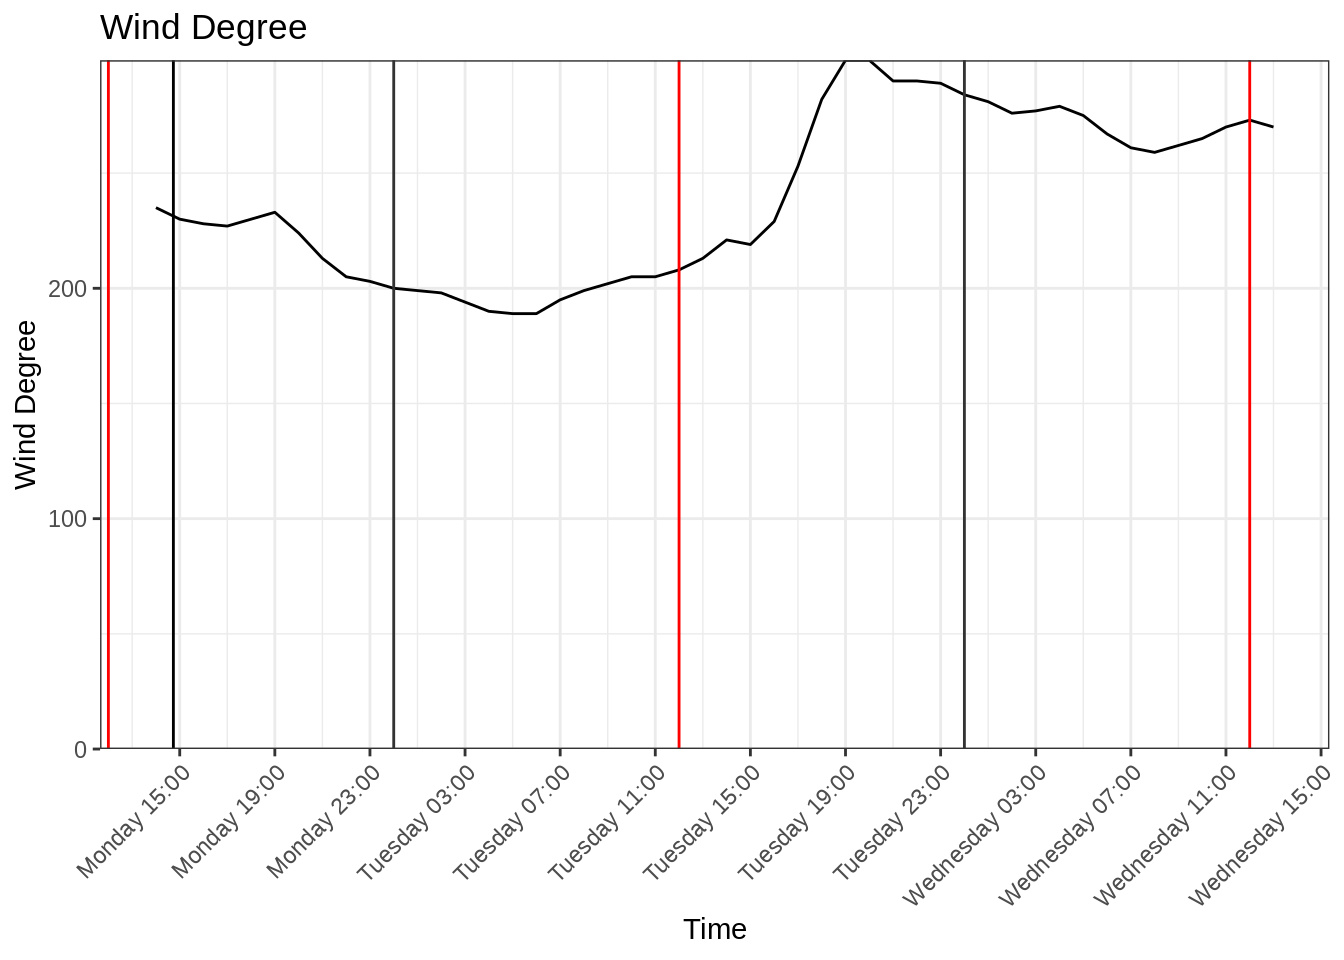 Wind Degree
Wind Degree
200
100
0
Monday 15:00
Monday 19:00
Monday 23:00
Tuesday 03:00
Tuesday 07:00
Tuesday 11:00
Tuesday 15:00
Tuesday 19:00
Tuesday 23:00
Wednesday 03:00
Wednesday 07:00
Wednesday 11:00
Wednesday 15:00
Time